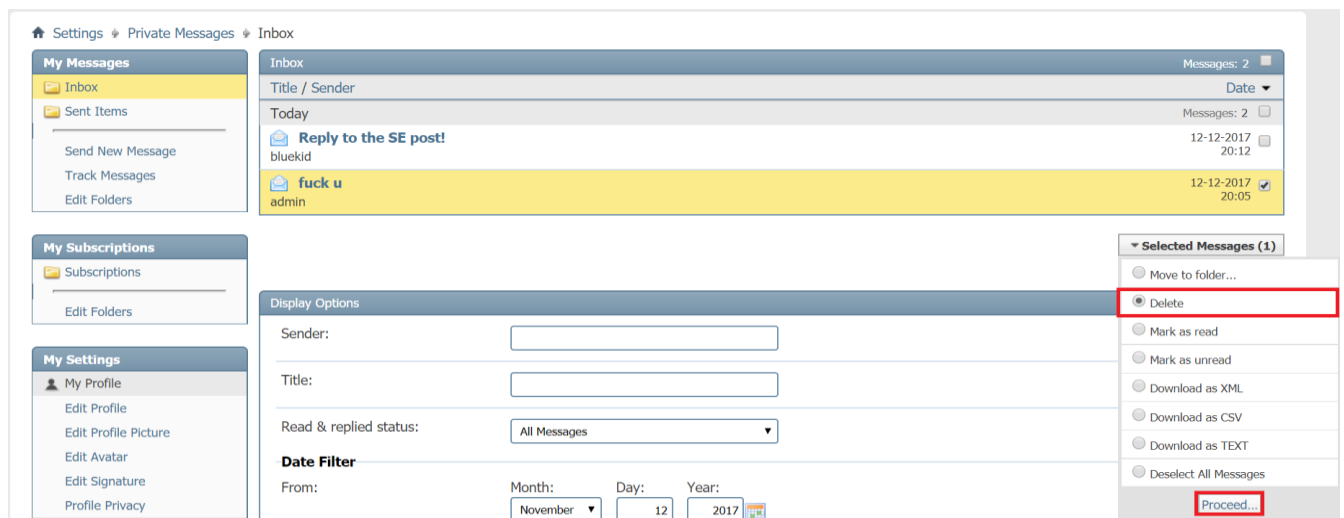 Settings Private Messages Inbox
My Messages
Inbox
Sent Items
Send New Message
Track Messages
Edit Folders
My Subscriptions
Subscriptions
Edit Folders
My Settings
My Profile
Edit Profile
Edit Profile Picture
Edit Avatar
Edit Signature
Profile Privacy
Inbox Messages: 2
Title / Sender Date
Today Messages: 2
Reply to the SE post! 12-12-2017
bluekid 20:12
fuck u 12-12-2017
admin 20:05
Selected Messages (1)
Move to folder...
Delete
Mark as read
Mark as unread
Download as XML
Download as CSV
Download as TEXT
Deselect All Messages
Proceed...
Display Options
Sender:
Title:
Read & replied status: All Messages
Date Filter
From: Month: Day: Year:
November 12 2017